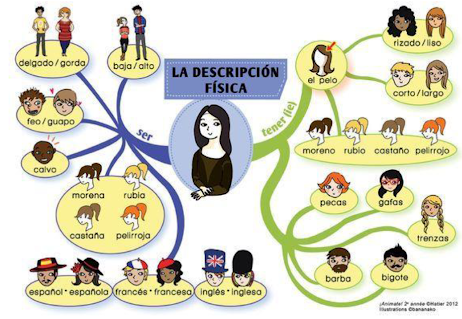 LA DESCRIPCIÓN
FÍSICA
ser
tener (ie)
delgado / gorda
baja / alto
feo / guapo
calvo
morena rubia
castaña pelirroja
español • española
francés • francesa
inglés • inglesa
el pelo
rizado / liso
corto / largo
moreno rubio castaño pelirrojo
pecas
gafas
trenzas
barba
bigote
¡Anímate! 2e année ©Hatier 2012
Illustrations ©bananako